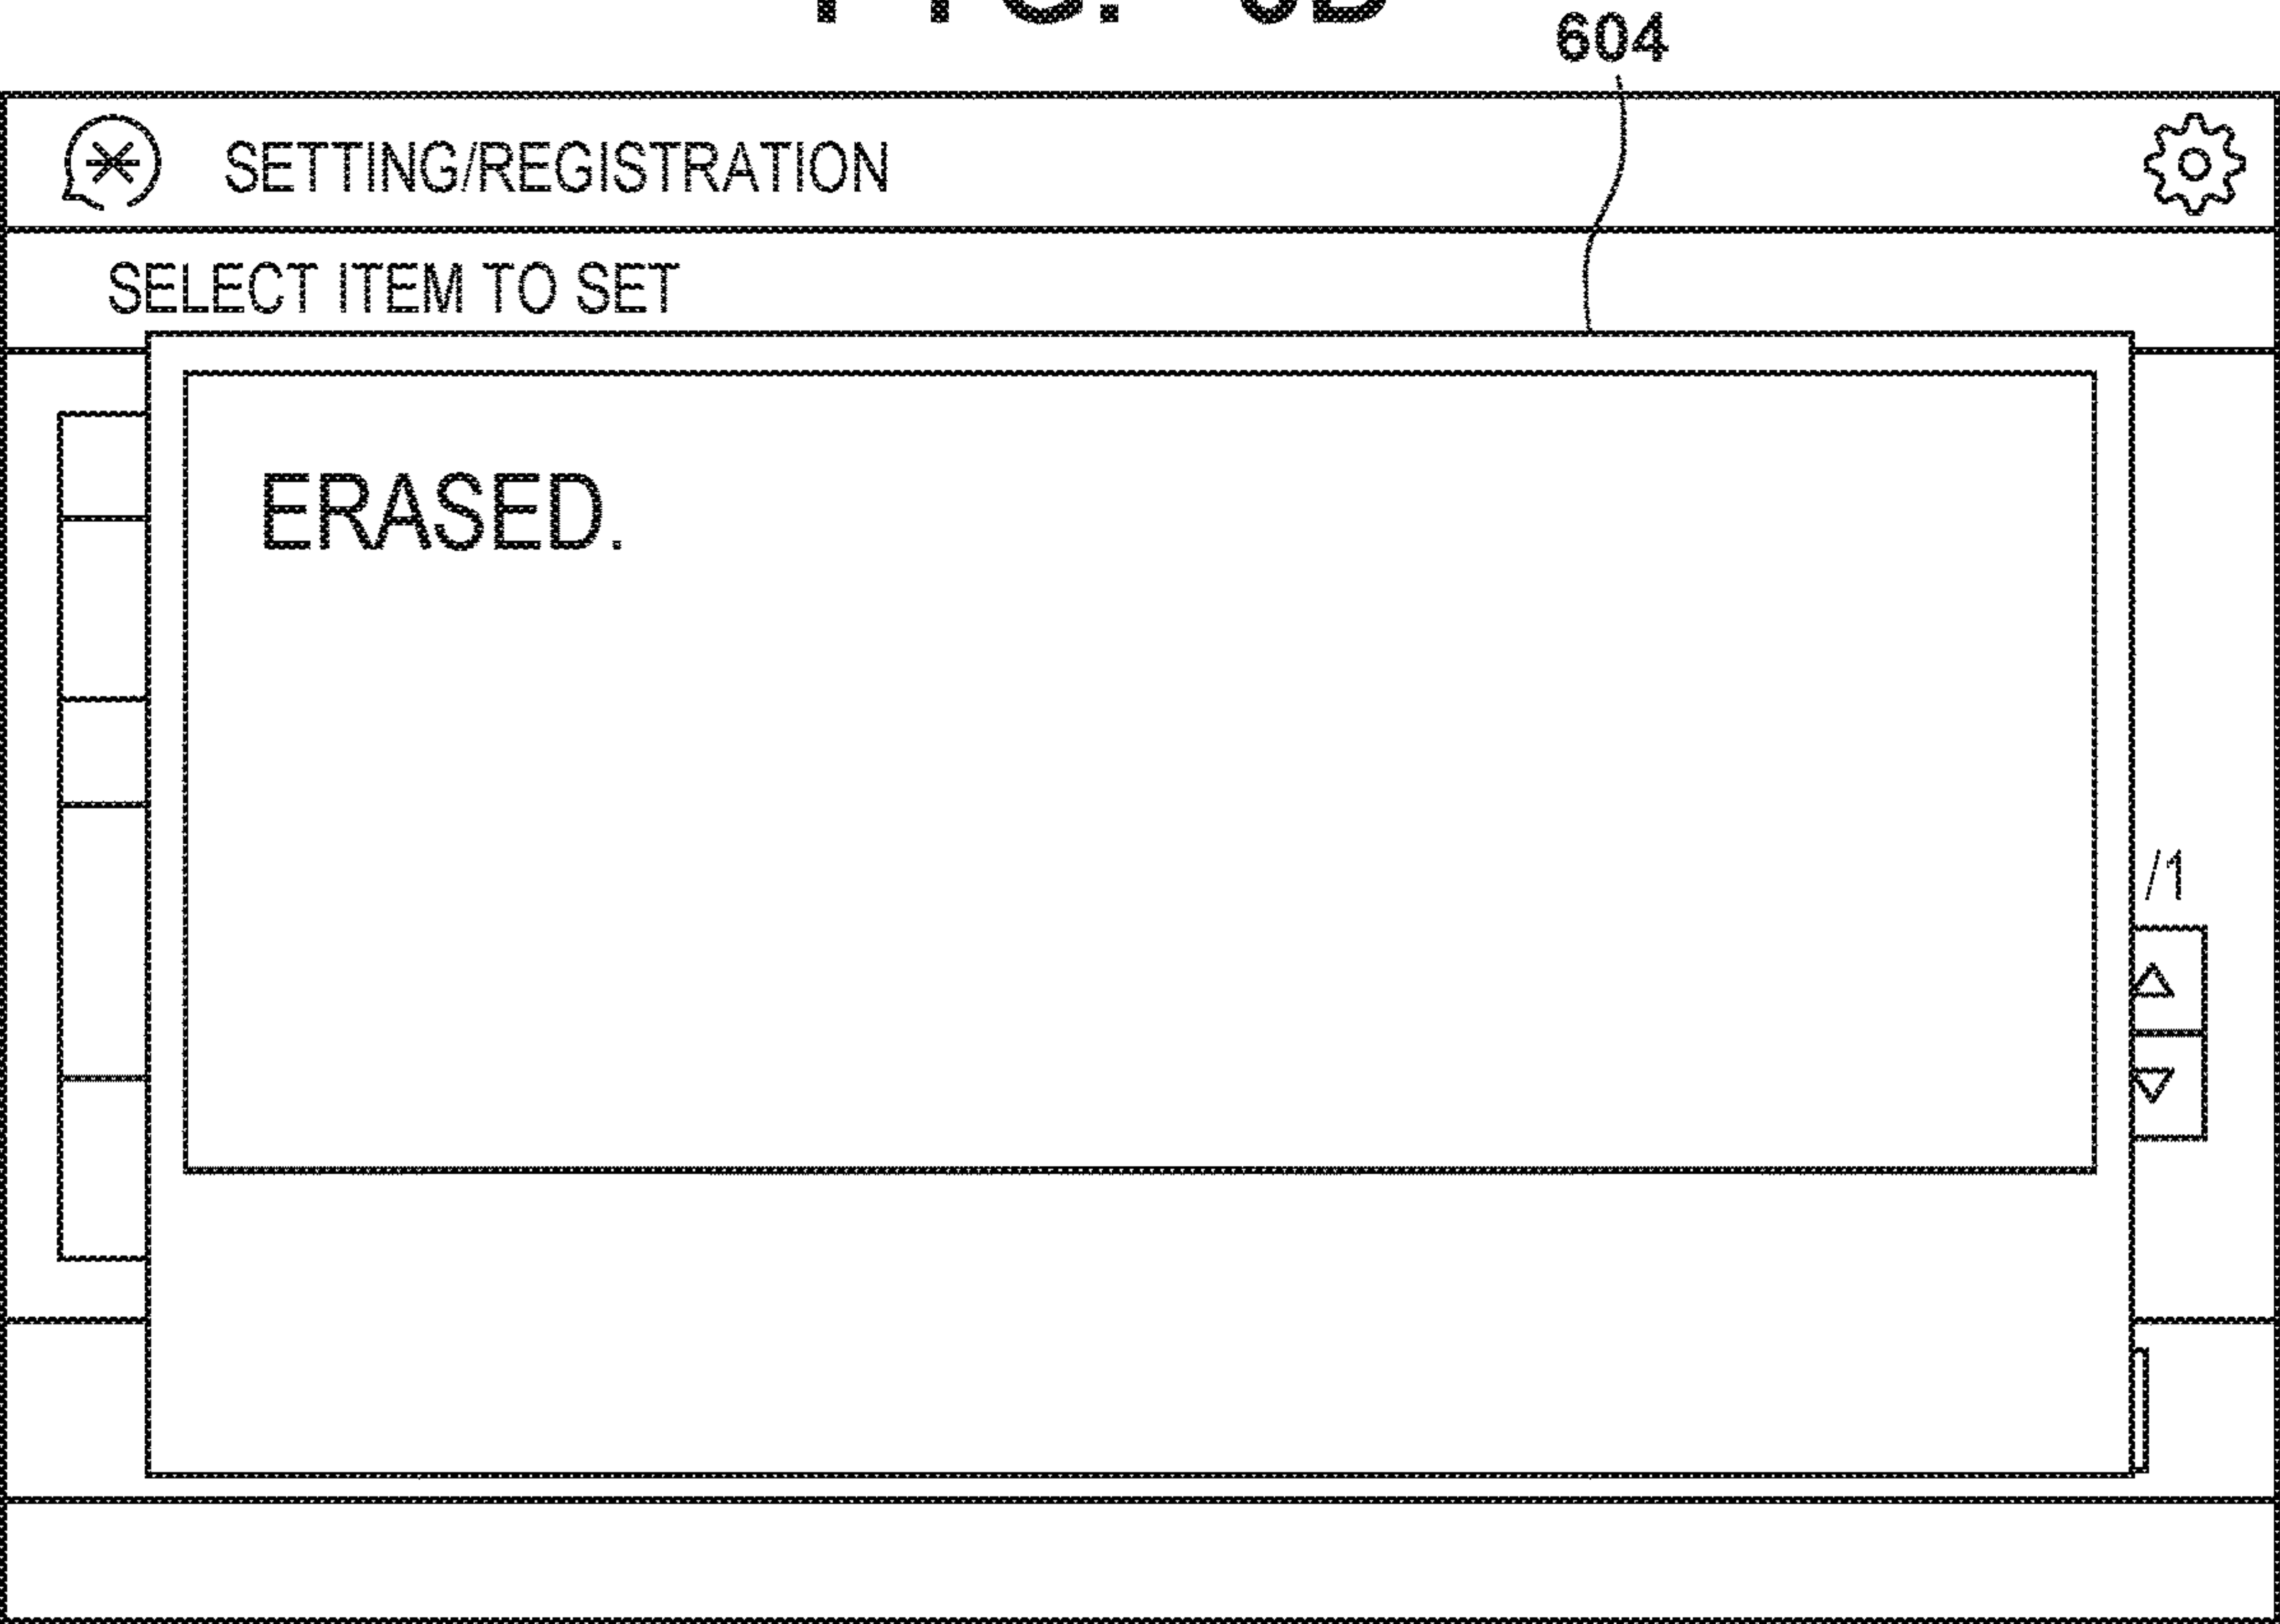 604
SETTING/REGISTRATION
SELECT ITEM TO SET
ERASED.
/1